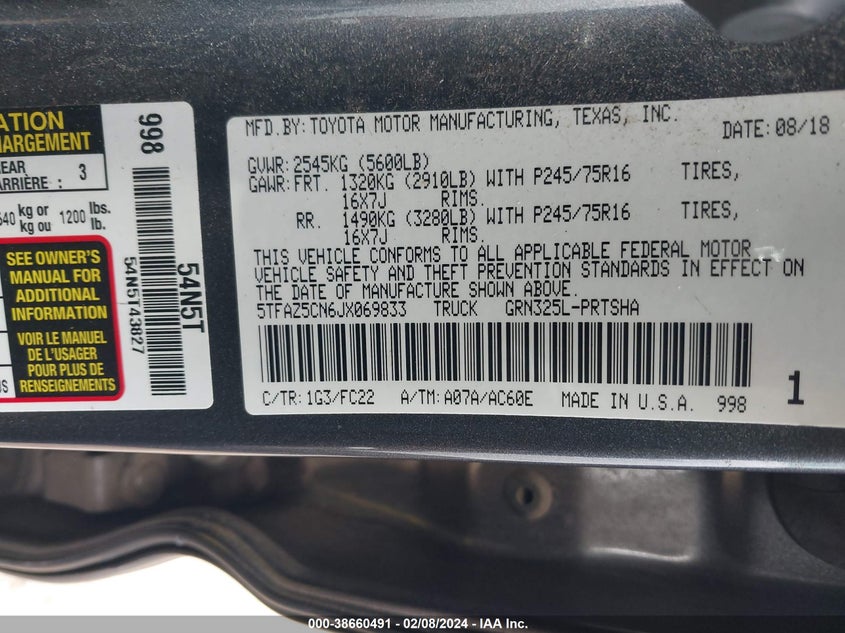 ATION
HARGEMENT
EAR
ARRIÈRE : 3
640 kg or 1200 lbs.
kg ou lb.
SEE OWNER'S
MANUAL FOR
ADDITIONAL
INFORMATION
VOIR LE MANUEL
DE L'USAGER
POUR PLUS DE
RENSEIGNEMENTS
US
998
54N5T
54N5T43827
MFD.BY:TOYOTA MOTOR MANUFACTURING, TEXAS, INC.
DATE:08/18
GVWR:2545KG (5600LB)
GAWR:FRT. 1320KG (2910LB) WITH P245/75R16 TIRES,
16X7J RIMS.
RR. 1490KG (3280LB) WITH P245/75R16 TIRES,
16X7J RIMS.
THIS VEHICLE CONFORMS TO ALL APPLICABLE FEDERAL MOTOR
VEHICLE SAFETY AND THEFT PREVENTION STANDARDS IN EFFECT ON
THE DATE OF MANUFACTURE SHOWN ABOVE.
5TFAZ5CN6JX069833 TRUCK GRN325L-PRTSHA
C/TR:1G3/FC22 A/TM:A07A/AC60E MADE IN U.S.A. 998
1
000-38660491 - 02/08/2024 - IAA Inc.